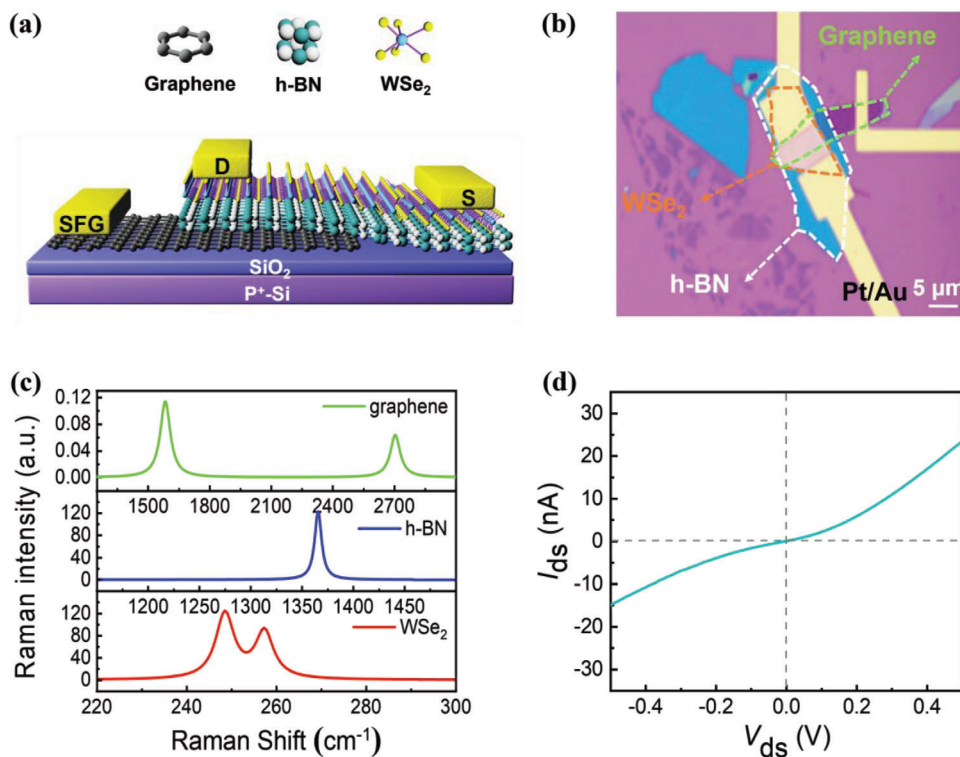 (a)
Graphene
h-BN
WSe₂
D
S
SFG
SiO₂
P⁺-Si
(b)
Graphene
WSe₂
h-BN
Pt/Au
5 μm
(c)
Raman intensity (a.u.)
0.12
0.08
0.04
0.00
graphene
1500 1800 2100 2400 2700
120
80
40
0
h-BN
1200 1250 1300 1350 1400 1450
120
80
40
0
WSe₂
220 240 260 280 300
Raman Shift (cm⁻¹)
(d)
I_ds (nA)
30
20
10
0
-10
-20
-30
-0.4 -0.2 0.0 0.2 0.4
V_ds (V)